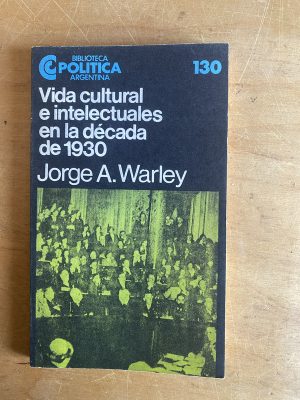 BIBLIOTECA
POLITICA
ARGENTINA
130
Vida cultural
e intelectuales
en la década
de 1930
Jorge A. Warley